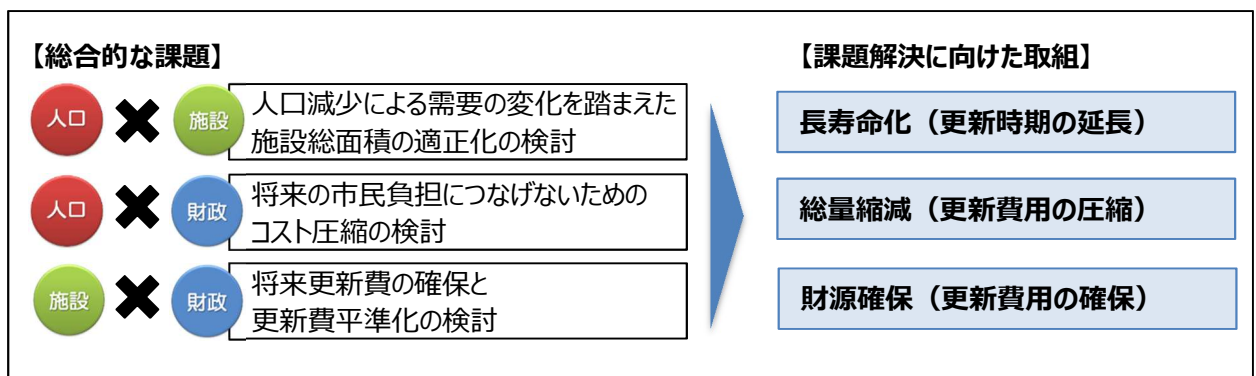 【総合的な課題】
人口 ✖ 施設 人口減少による需要の変化を踏まえた
施設総面積の適正化の検討
人口 ✖ 財政 将来の市民負担につなげないための
コスト圧縮の検討
施設 ✖ 財政 将来更新費の確保と
更新費平準化の検討
【課題解決に向けた取組】
長寿命化（更新時期の延長）
総量縮減（更新費用の圧縮）
財源確保（更新費用の確保）